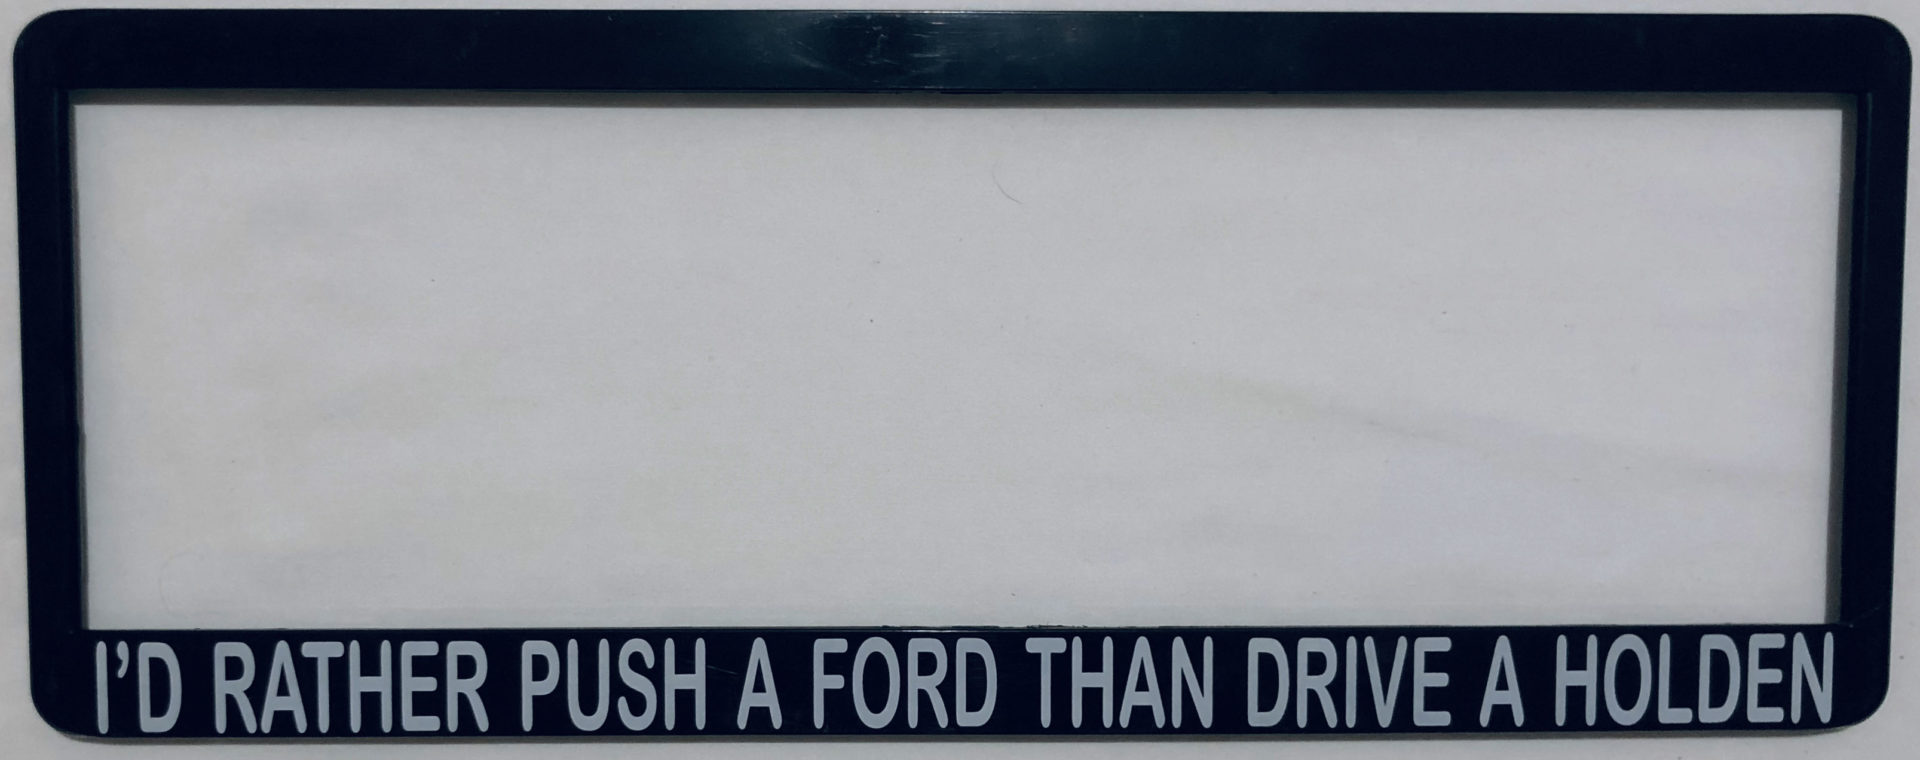 I'D RATHER PUSH A FORD THAN DRIVE A HOLDEN